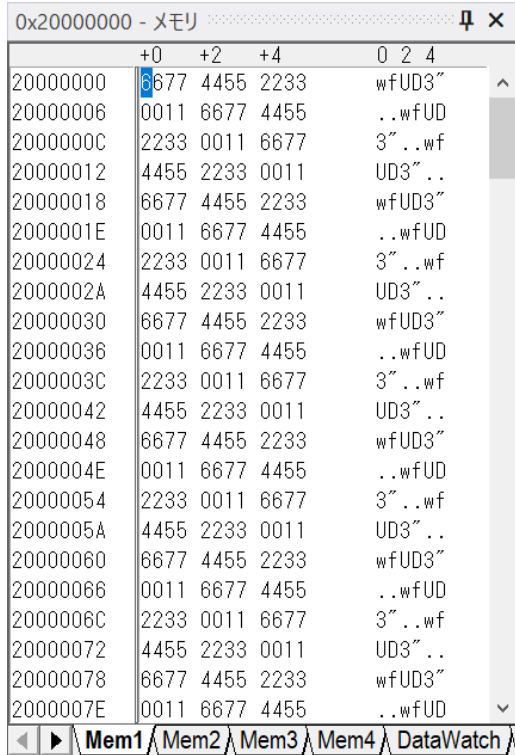 0x20000000 - メモリ
+0 +2 +4 0 2 4
20000000 6677 4455 2233 wfUD3"
20000006 0011 6677 4455 ..wfUD
2000000C 2233 0011 6677 3"..wf
20000012 4455 2233 0011 UD3"..
20000018 6677 4455 2233 wfUD3"
2000001E 0011 6677 4455 ..wfUD
20000024 2233 0011 6677 3"..wf
2000002A 4455 2233 0011 UD3"..
20000030 6677 4455 2233 wfUD3"
20000036 0011 6677 4455 ..wfUD
2000003C 2233 0011 6677 3"..wf
20000042 4455 2233 0011 UD3"..
20000048 6677 4455 2233 wfUD3"
2000004E 0011 6677 4455 ..wfUD
20000054 2233 0011 6677 3"..wf
2000005A 4455 2233 0011 UD3"..
20000060 6677 4455 2233 wfUD3"
20000066 0011 6677 4455 ..wfUD
2000006C 2233 0011 6677 3"..wf
20000072 4455 2233 0011 UD3"..
20000078 6677 4455 2233 wfUD3"
2000007E 0011 6677 4455 ..wfUD
Mem1 Mem2 Mem3 Mem4 DataWatch